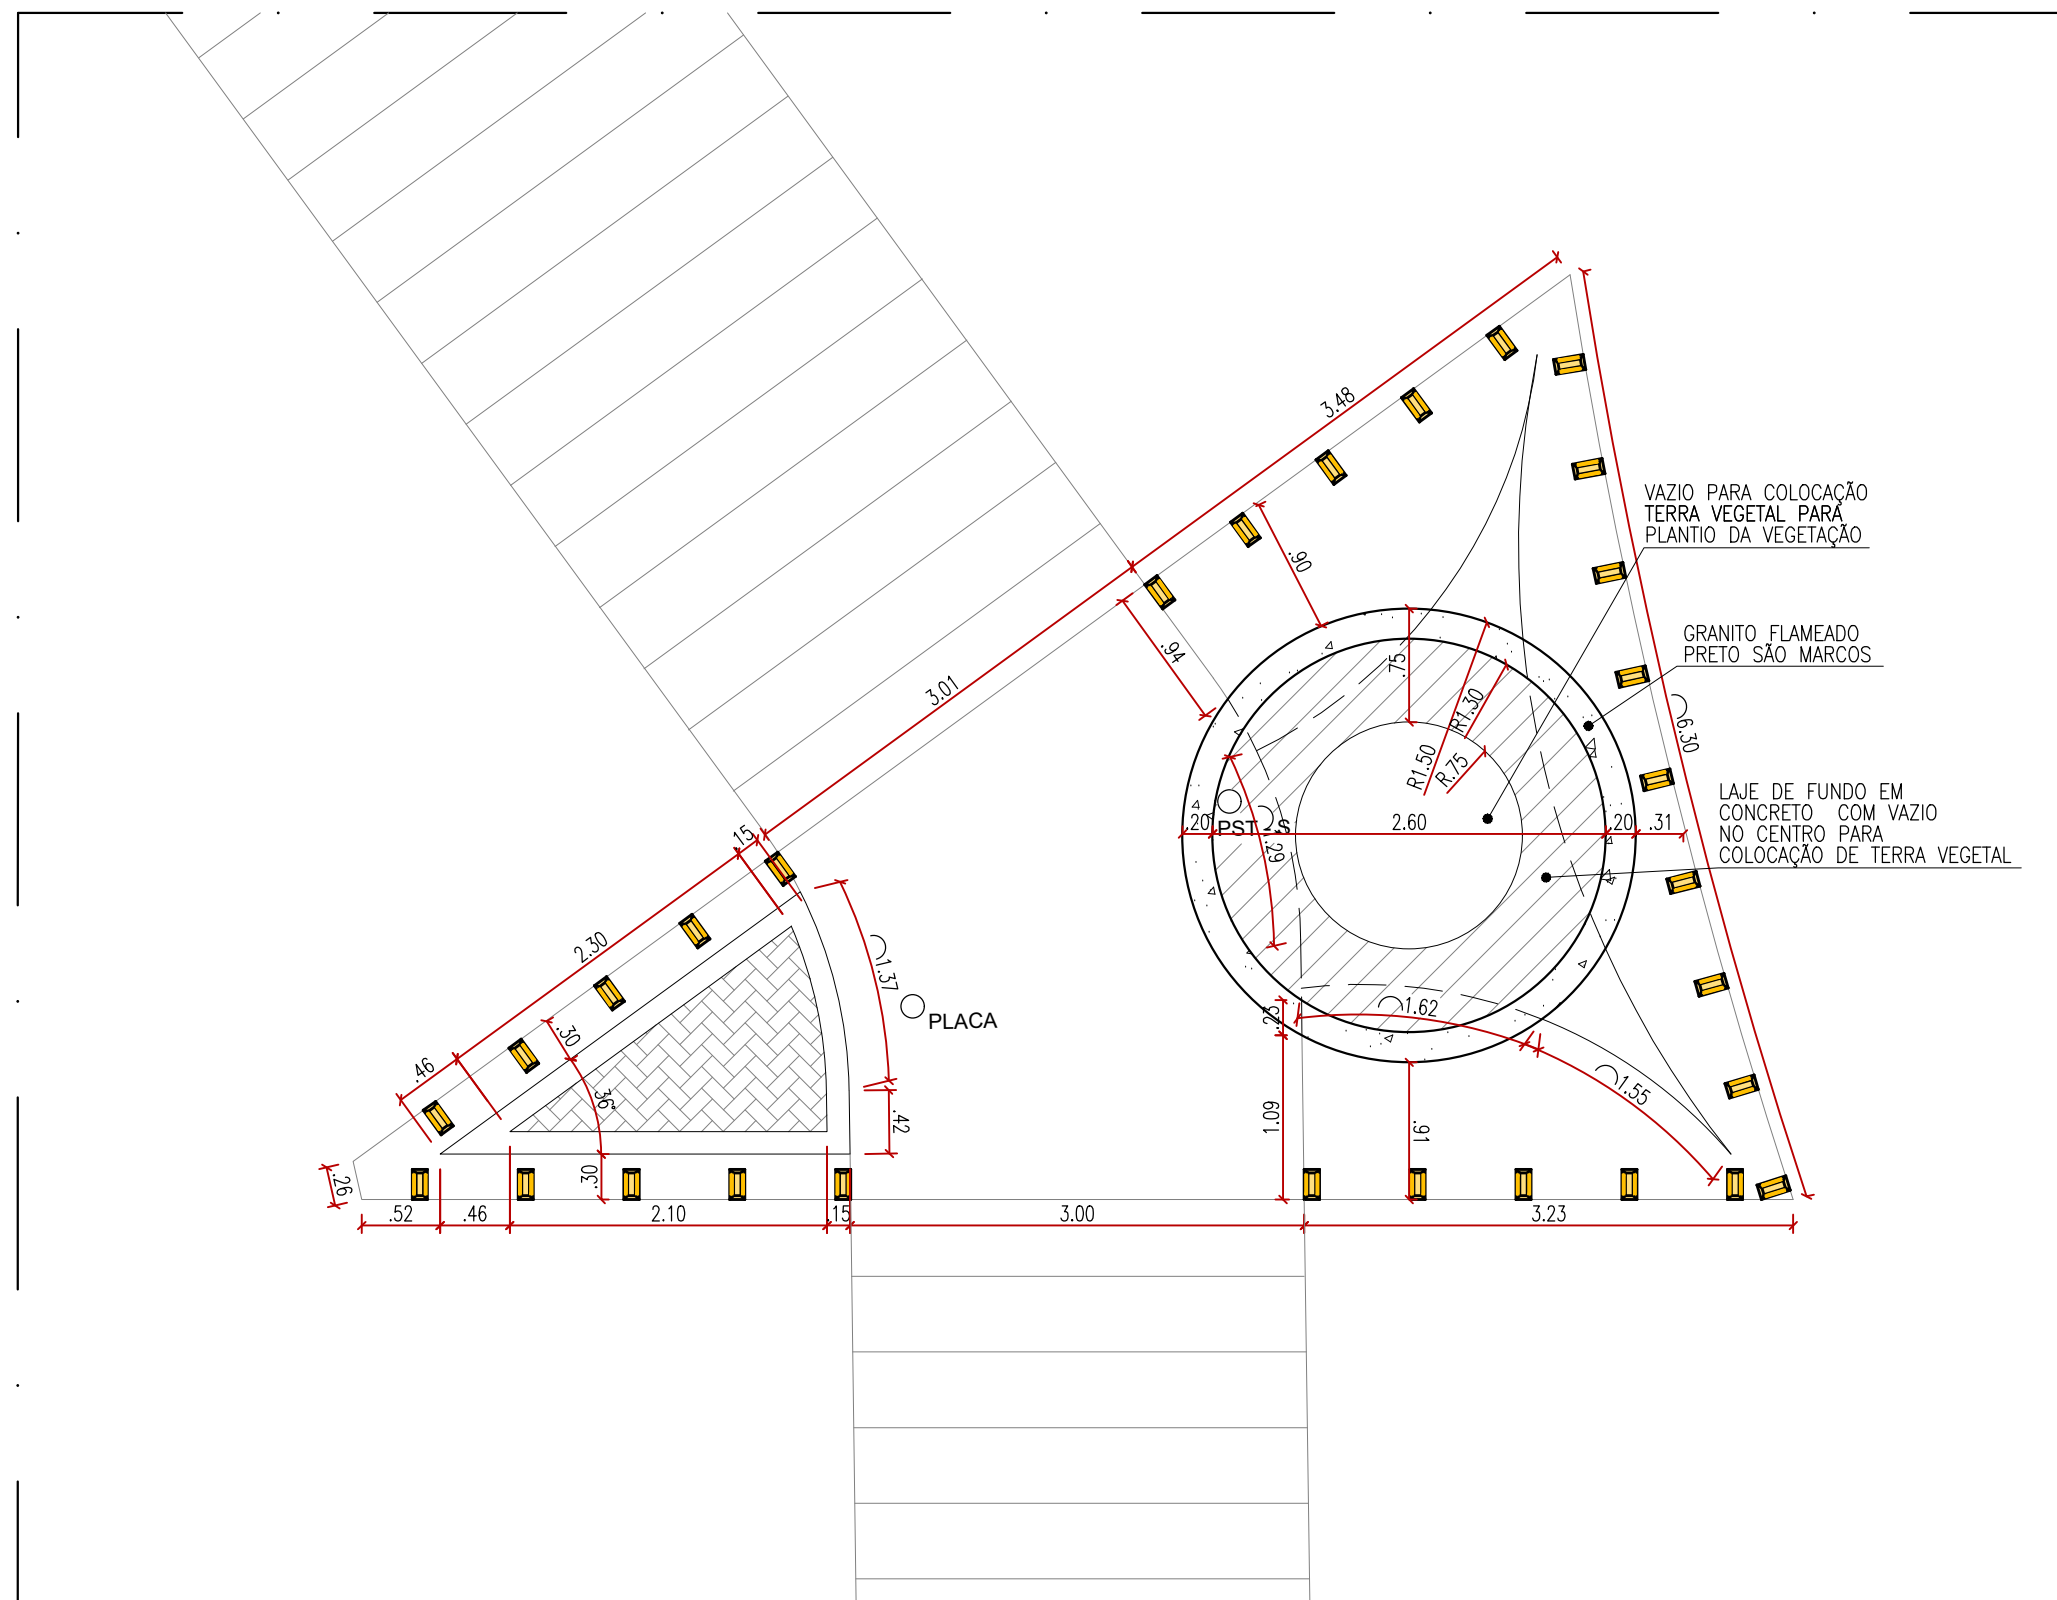 3.48
VAZIO PARA COLOCAÇÃO
TERRA VEGETAL PARA
PLANTIO DA VEGETAÇÃO
.90
GRANITO FLAMEADO
PRETO SÃO MARCOS
.94
.75
3.01
R1.30
R1.50
R.75
6.30
LAJE DE FUNDO EM
CONCRETO COM VAZIO
NO CENTRO PARA
COLOCAÇÃO DE TERRA VEGETAL
.20
PST - S
2.60
.20
.31
1.29
.15
2.30
1.37
PLACA
1.62
.25
.30
.46
36°
1.55
.42
1.09
.91
.26
.30
.52
.46
2.10
.15
3.00
3.23